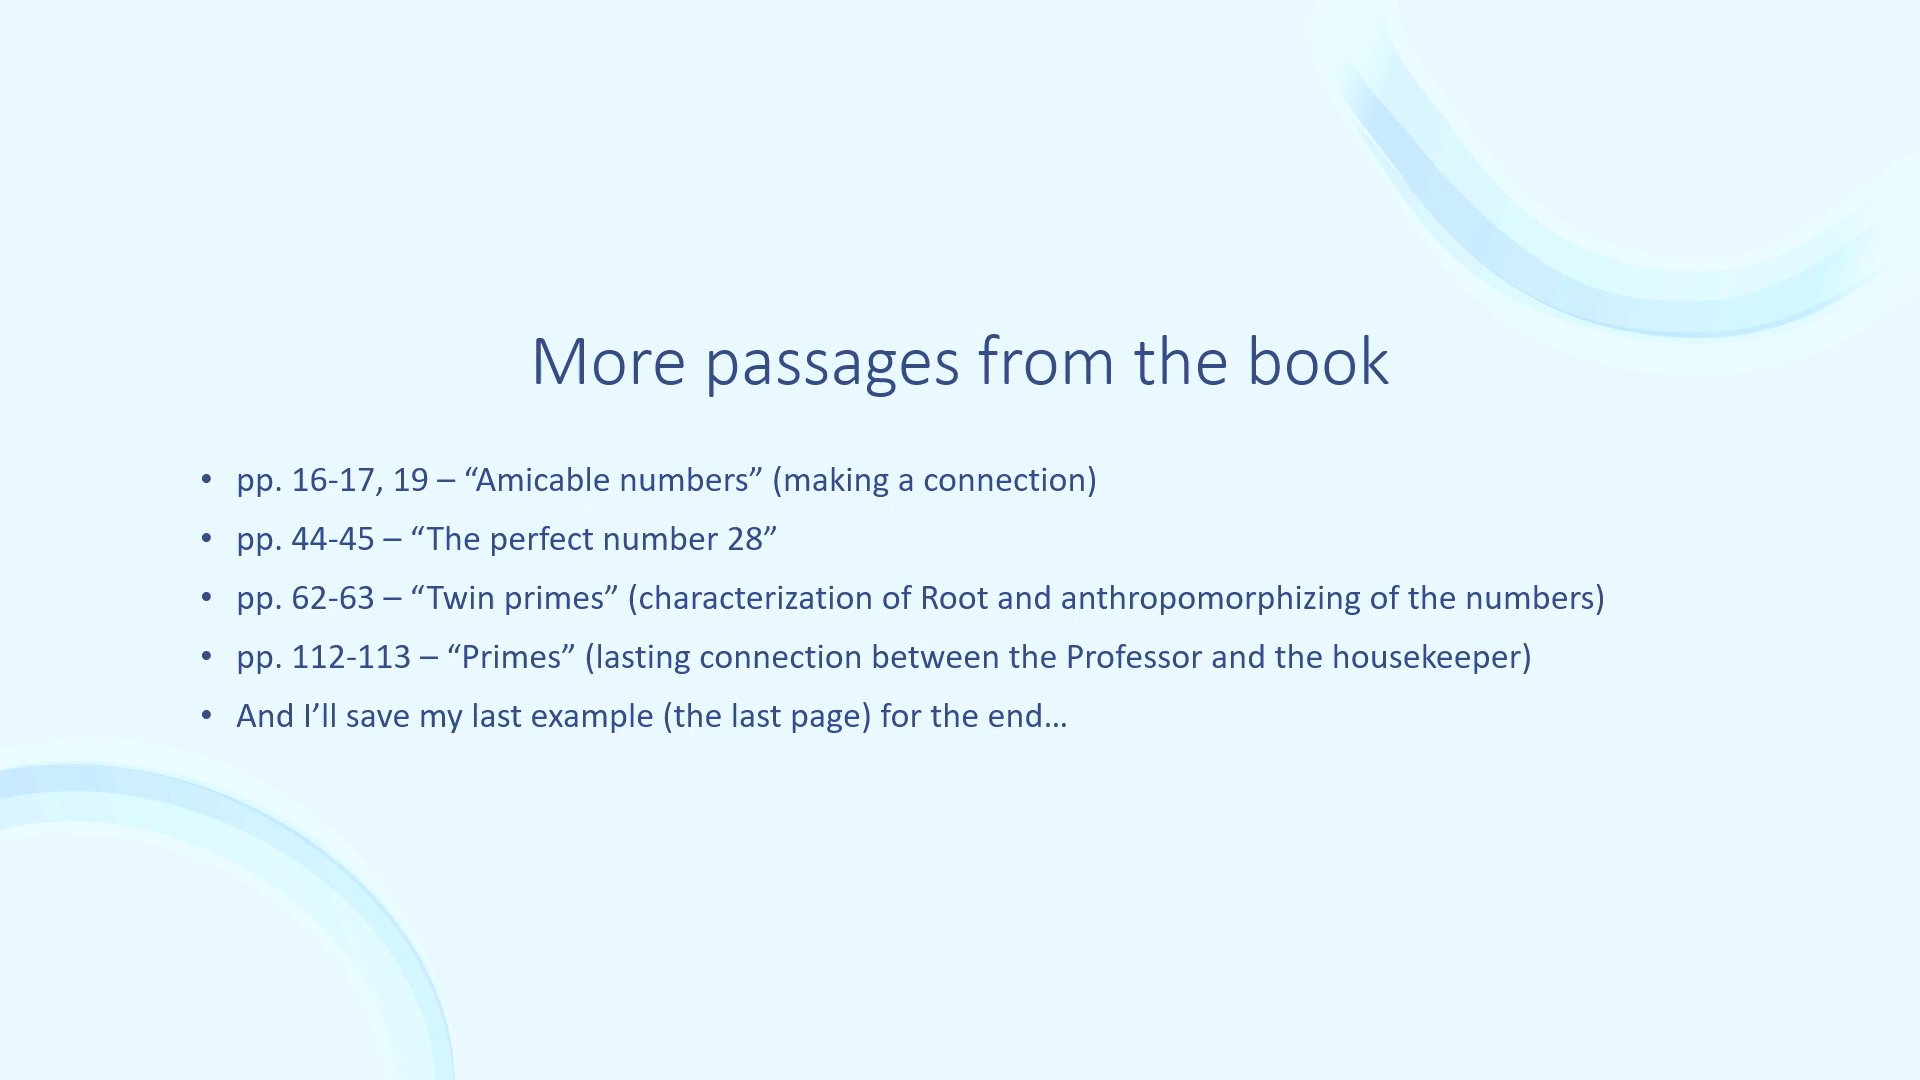 More passages from the book
• pp. 16-17, 19 – “Amicable numbers” (making a connection)
• pp. 44-45 – “The perfect number 28”
• pp. 62-63 – “Twin primes” (characterization of Root and anthropomorphizing of the numbers)
• pp. 112-113 – “Primes” (lasting connection between the Professor and the housekeeper)
• And I’ll save my last example (the last page) for the end…